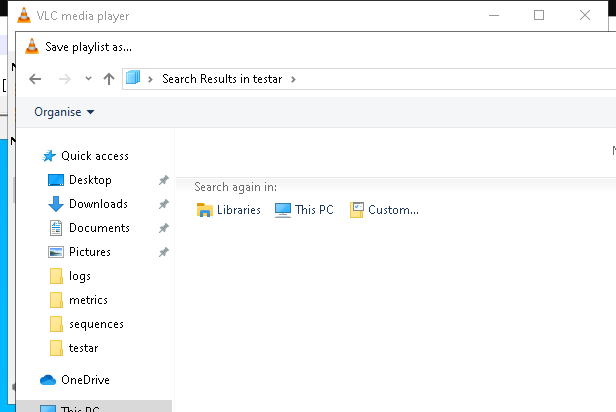 VLC media player
Save playlist as...
Search Results in testar
Organise
Quick access
Search again in:
Desktop
Libraries This PC Custom...
Downloads
Documents
Pictures
logs
metrics
sequences
testar
OneDrive
This PC